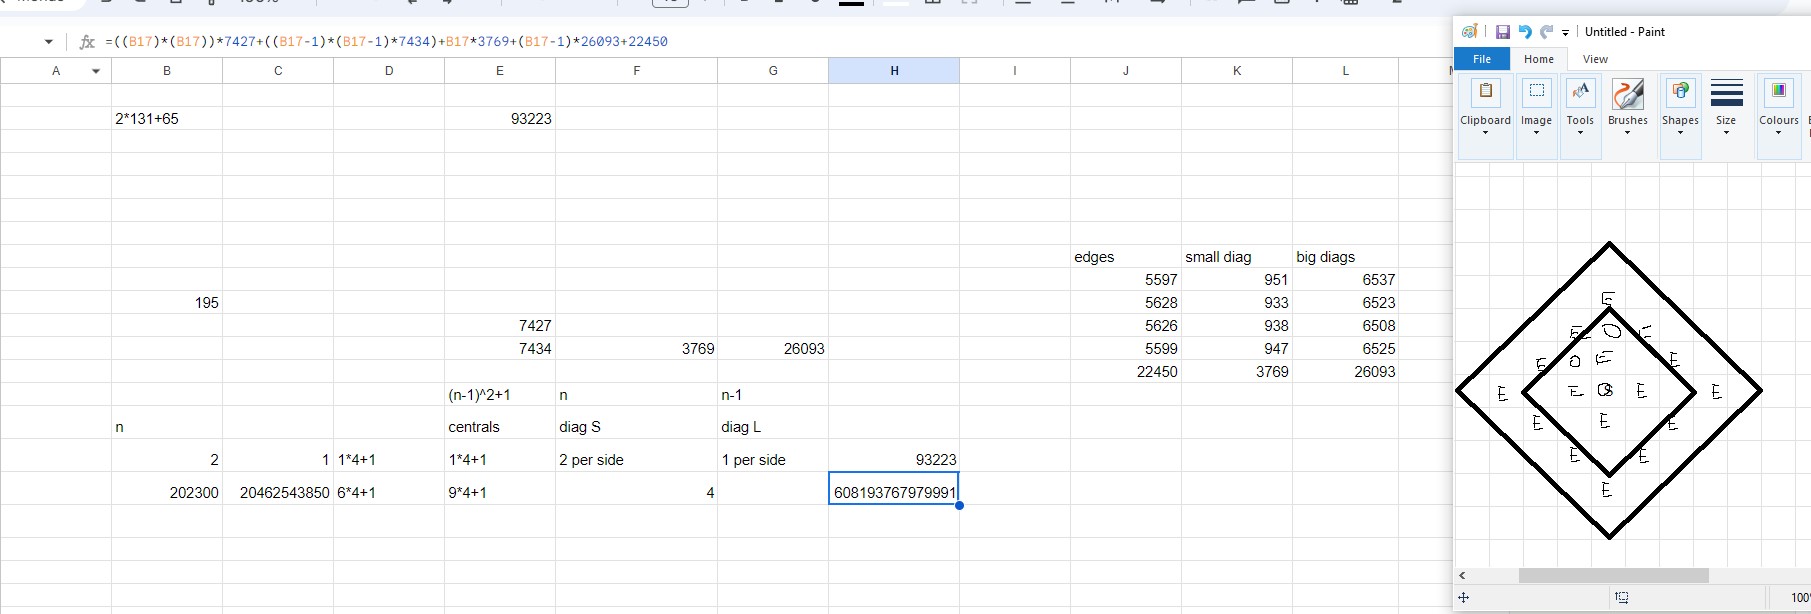 =((B17)*(B17))*7427+((B17-1)*(B17-1)*7434)+B17*3769+(B17-1)*26093+22450
Untitled - Paint
File Home View
A B C D E F G H I J K L
Clipboard Image Tools Brushes Shapes Size Colours
2*131+65 93223
edges small diag big diags
5597 951 6537
195 5628 933 6523
7427 5626 938 6508
7434 3769 26093 5599 947 6525
22450 3769 26093
(n-1)^2+1 n n-1
n centrals diag S diag L
2 1 1*4+1 1*4+1 2 per side 1 per side 93223
202300 20462543850 6*4+1 9*4+1 4 608193767979991
E
E O E
E O E E
E E O S E E
E E E
E E
E
100